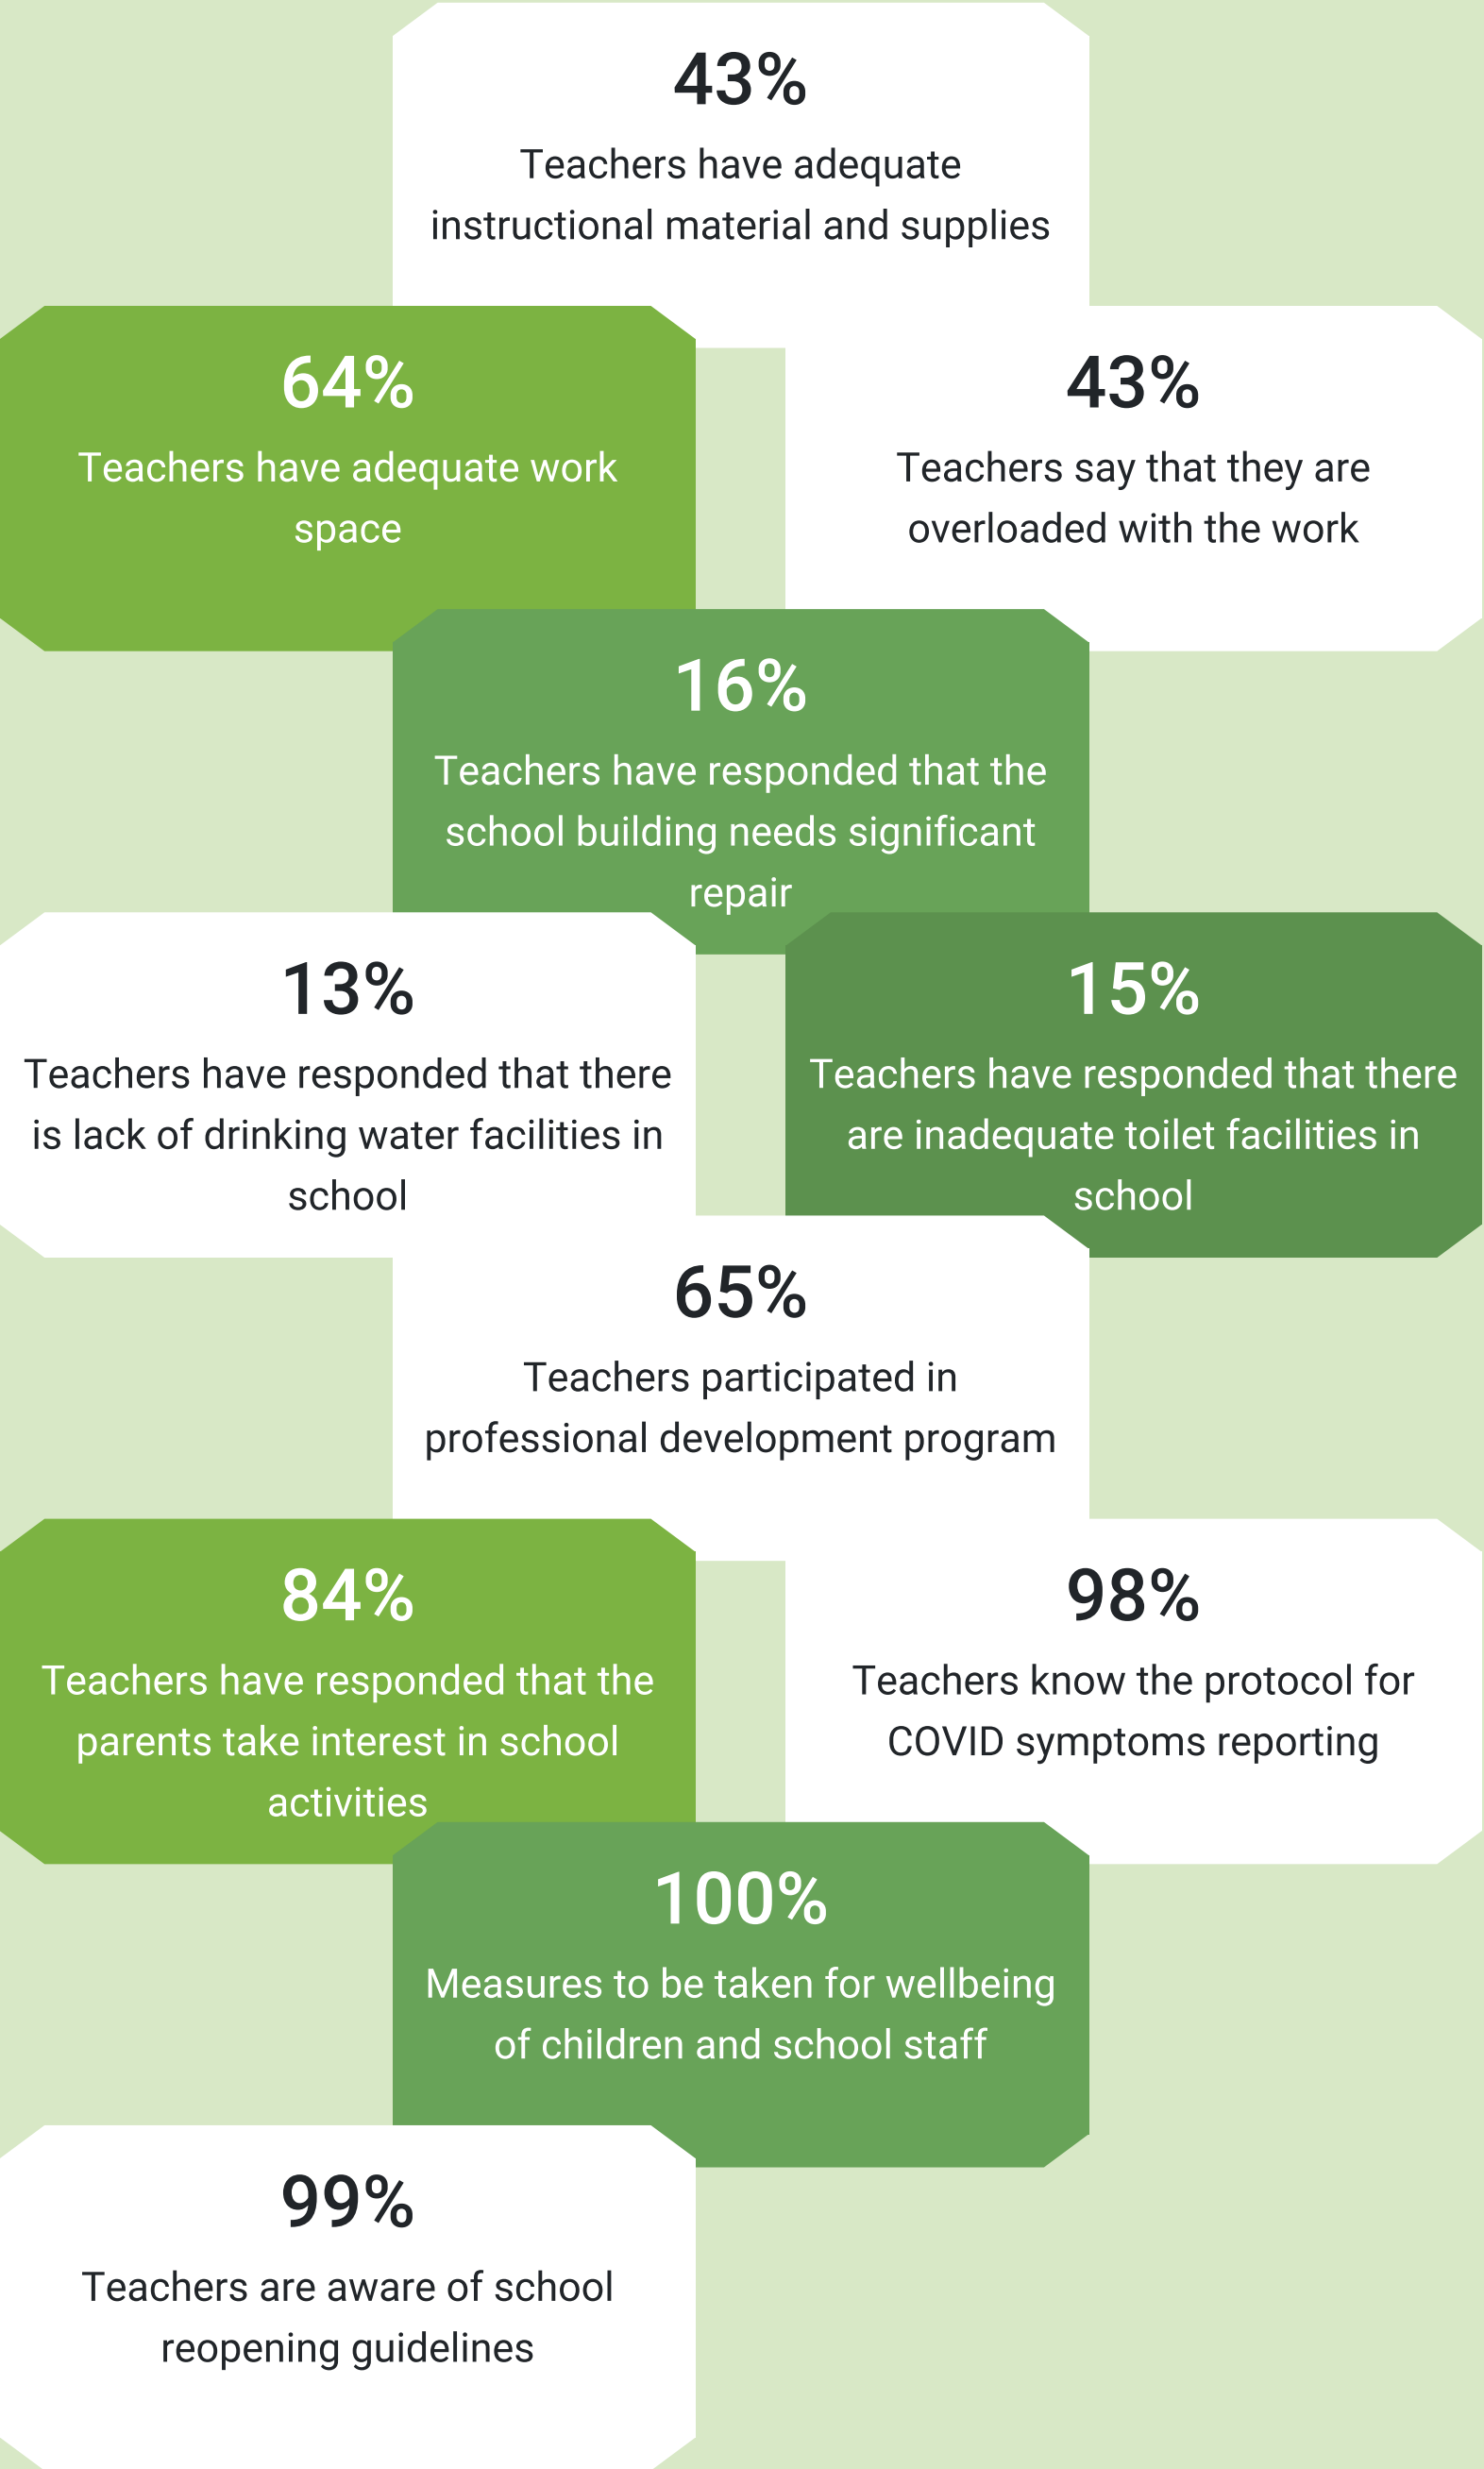 43%
Teachers have adequate
instructional material and supplies
64%
Teachers have adequate work
space
43%
Teachers say that they are
overloaded with the work
16%
Teachers have responded that the
school building needs significant
repair
13%
Teachers have responded that there
is lack of drinking water facilities in
school
15%
Teachers have responded that there
are inadequate toilet facilities in
school
65%
Teachers participated in
professional development program
84%
Teachers have responded that the
parents take interest in school
activities
98%
Teachers know the protocol for
COVID symptoms reporting
100%
Measures to be taken for wellbeing
of children and school staff
99%
Teachers are aware of school
reopening guidelines